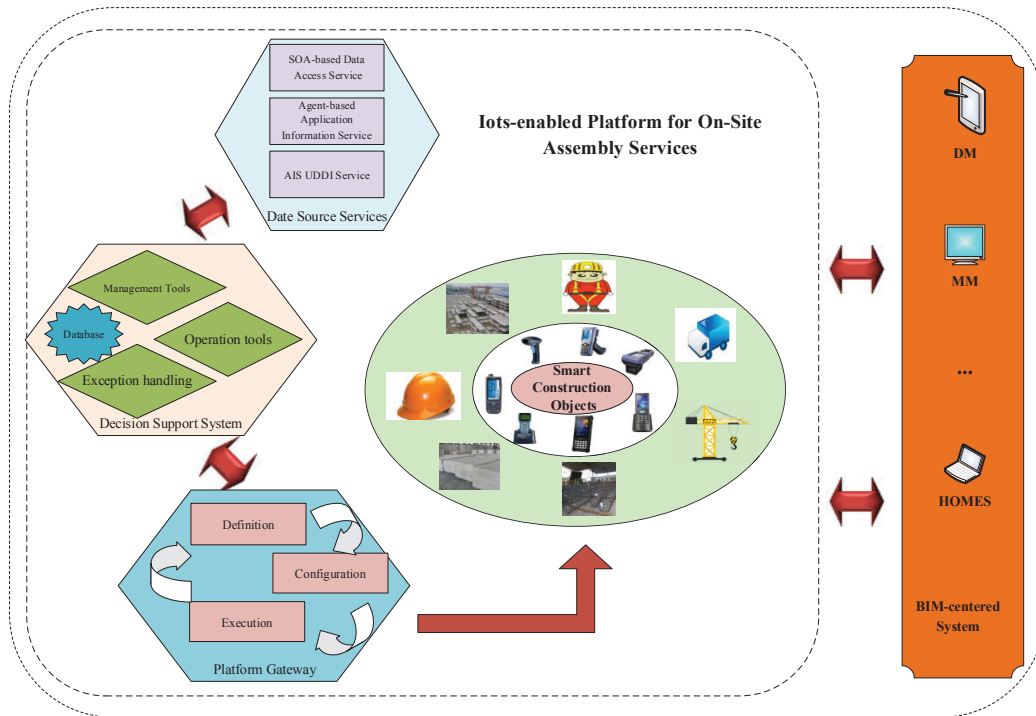 SOA-based Data
Access Service
Agent-based
Application
Information Service
AIS UDDI Service
Date Source Services
Iots-enabled Platform for On-Site
Assembly Services
Management Tools
Database
Operation tools
Exception handling
Decision Support System
Smart
Construction
Objects
Definition
Configuration
Execution
Platform Gateway
DM
MM
...
HOMES
BIM-centered
System